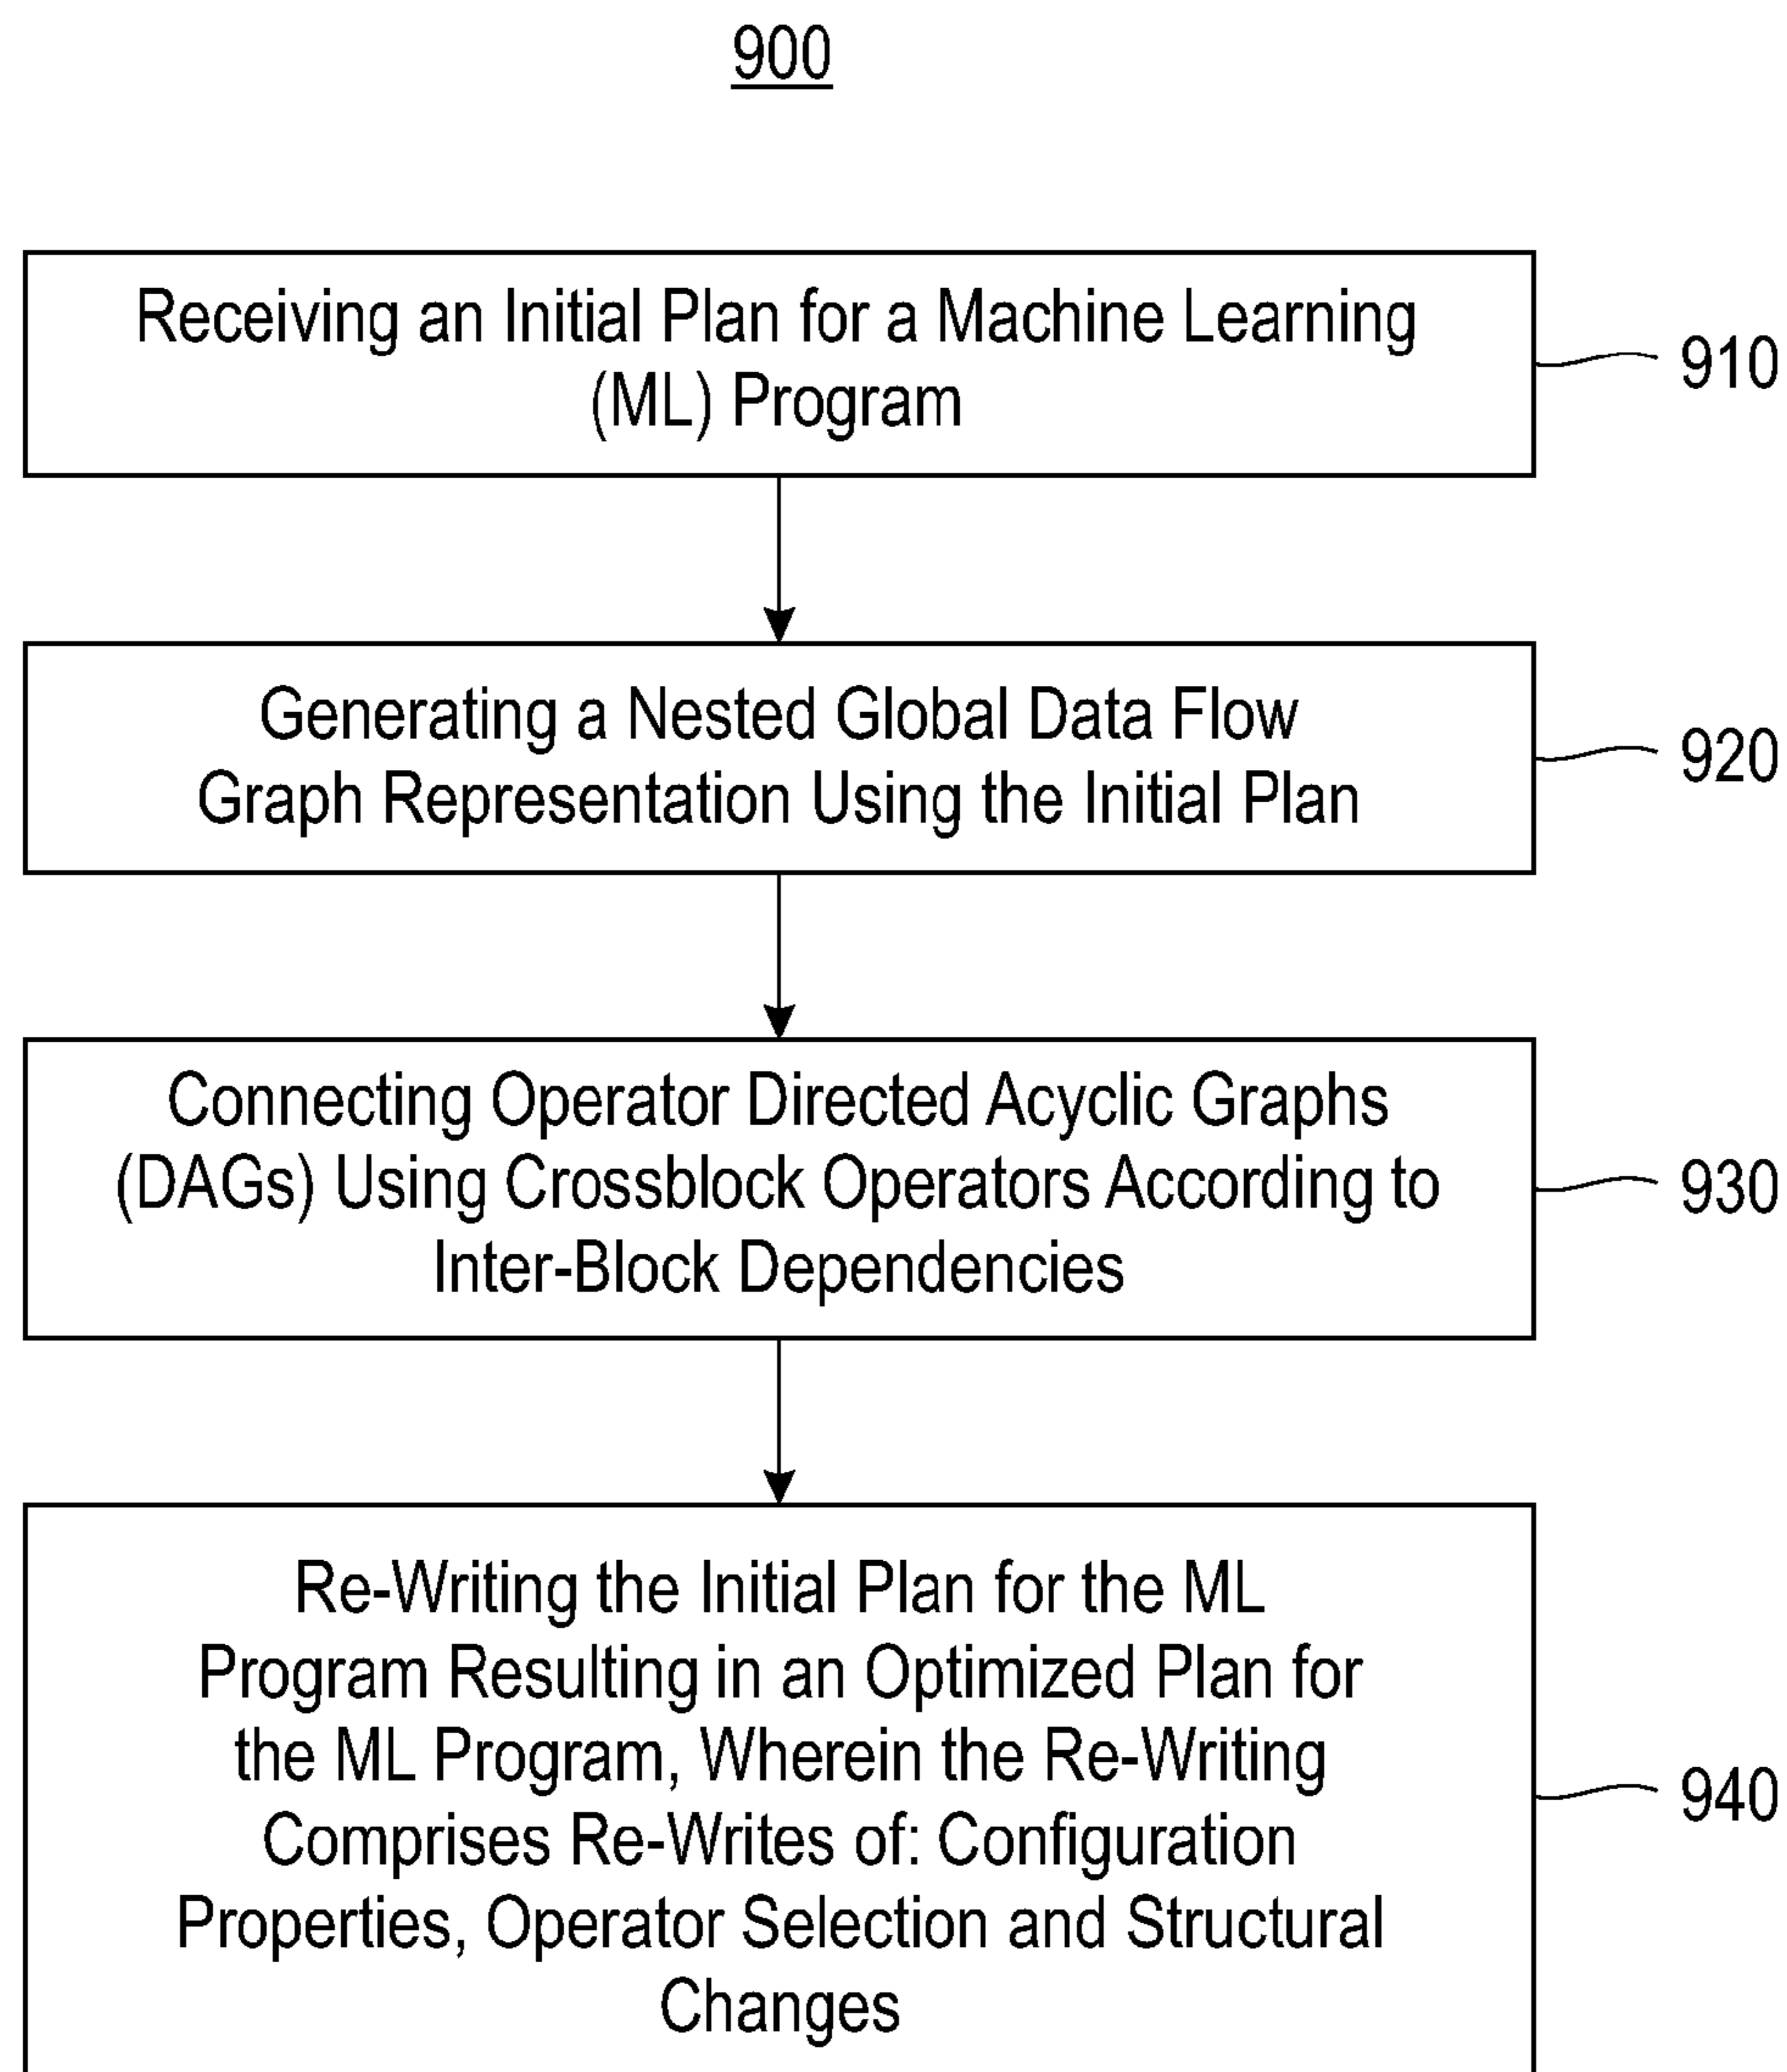 900
Receiving an Initial Plan for a Machine Learning
(ML) Program
910
Generating a Nested Global Data Flow
Graph Representation Using the Initial Plan
920
Connecting Operator Directed Acyclic Graphs
(DAGs) Using Crossblock Operators According to
Inter-Block Dependencies
930
Re-Writing the Initial Plan for the ML
Program Resulting in an Optimized Plan for
the ML Program, Wherein the Re-Writing
Comprises Re-Writes of: Configuration
Properties, Operator Selection and Structural
Changes
940